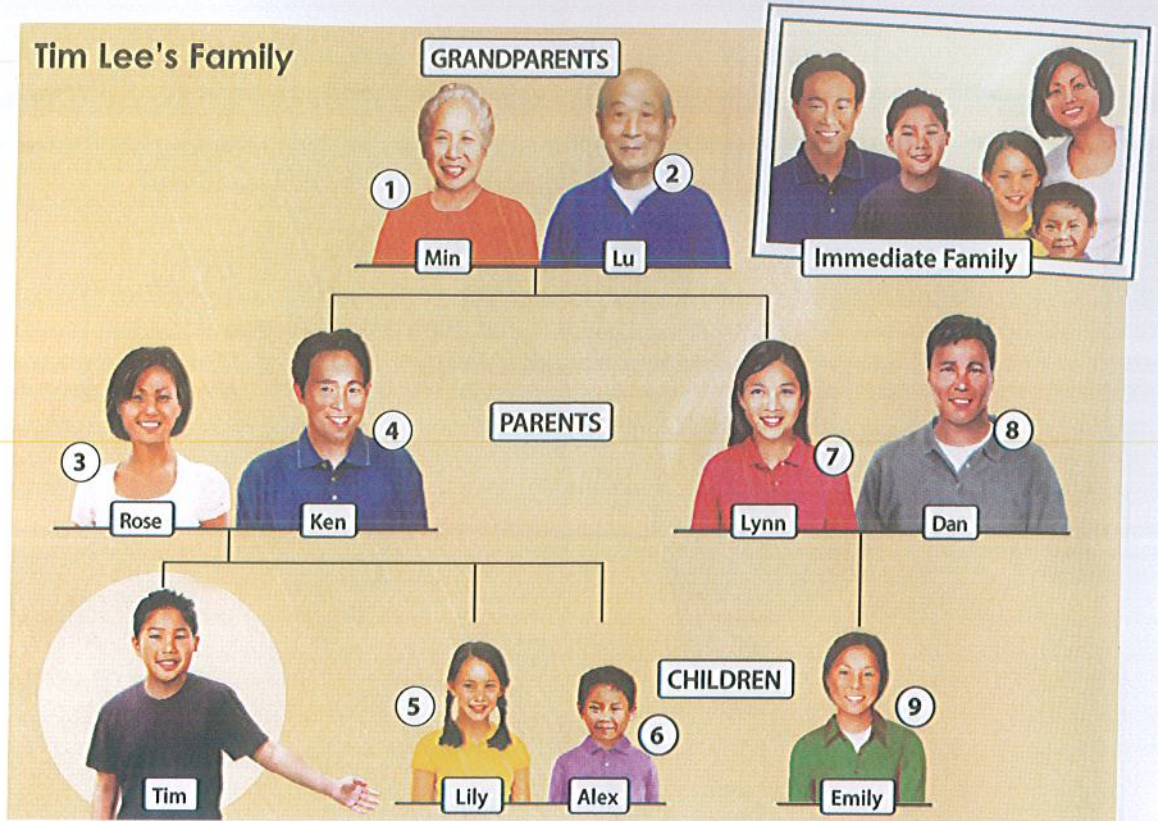 Tim Lee's Family
GRANDPARENTS
1
2
Min
Lu
Immediate Family
3
4
PARENTS
7
8
Rose
Ken
Lynn
Dan
5
6
CHILDREN
9
Tim
Lily
Alex
Emily